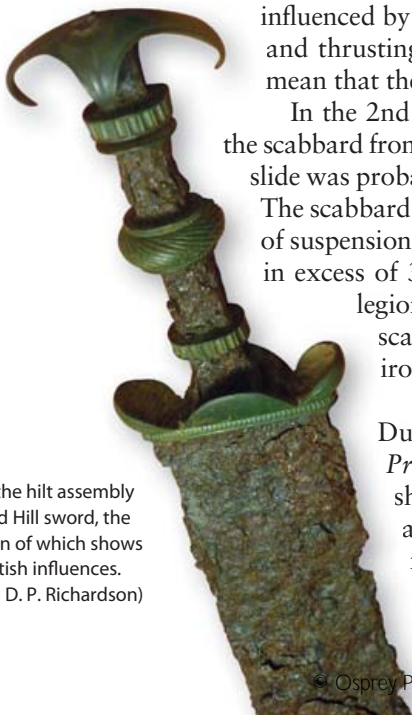 influenced by
and thrusting
mean that the
In the 2nd
the scabbard from
slide was proba
The scabbard
of suspension
in excess of 3
legion
sca
iro
Du
Pr
sh
a
the hilt assembly
d Hill sword, the
n of which shows
tish influences.
D. P. Richardson)
© Osprey P